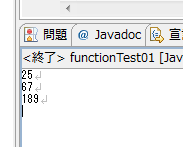 問題 @ Javadoc 宣
<終了> functionTest01 [Jav
25
67
189